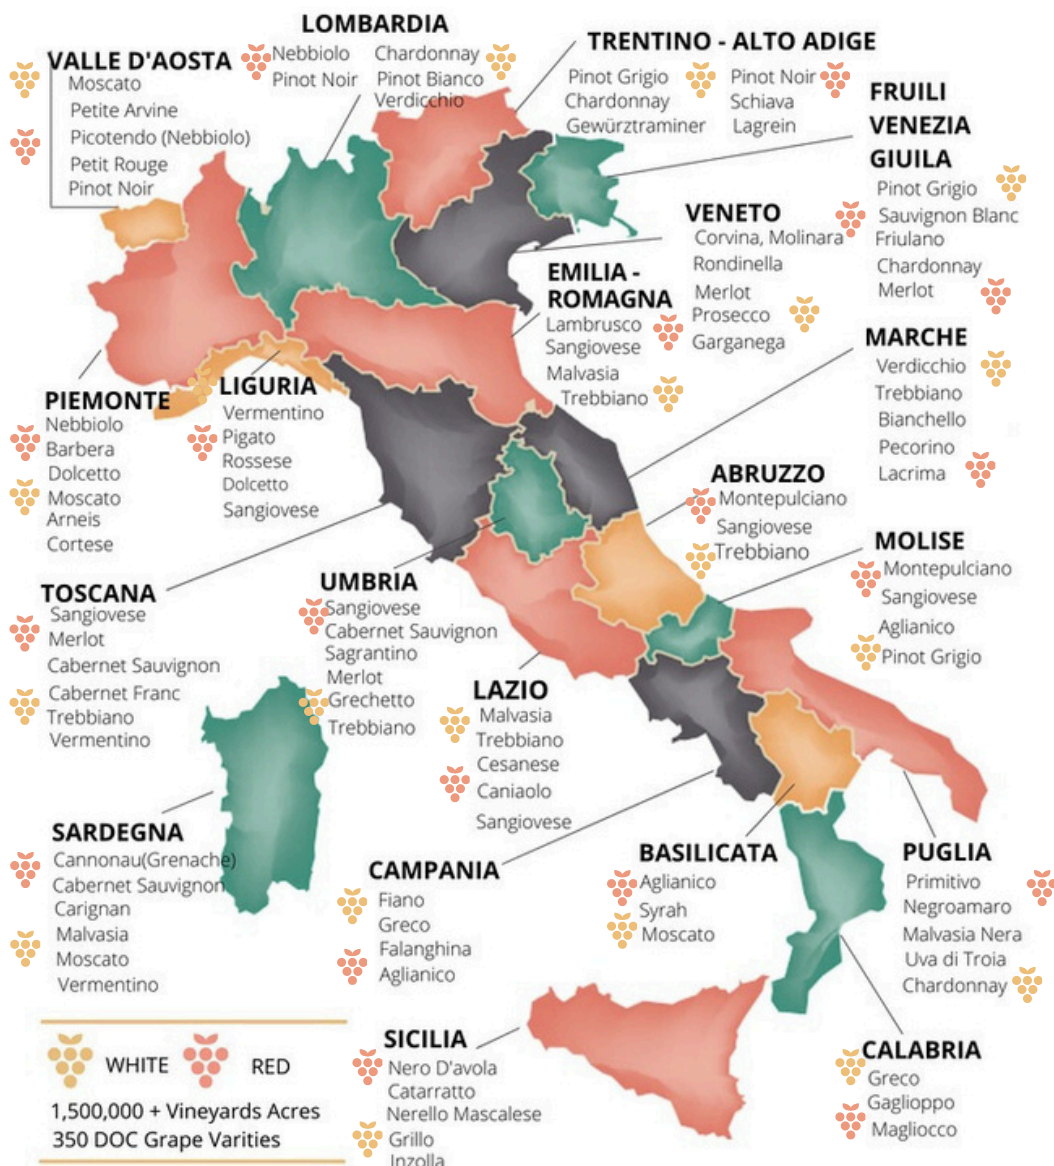 LOMBARDIA
Nebbiolo
Pinot Noir
Chardonnay
Pinot Bianco
Verdicchio
VALLE D'AOSTA
Moscato
Petite Arvine
Picotendo (Nebbiolo)
Petit Rouge
Pinot Noir
TRENTINO - ALTO ADIGE
Pinot Grigio
Chardonnay
Gewürztraminer
Pinot Noir
Schiava
Lagrein
FRUILI
VENEZIA
GIUILA
Pinot Grigio
Sauvignon Blanc
Friulano
Chardonnay
Merlot
VENETO
Corvina, Molinara
Rondinella
Merlot
Prosecco
Garganega
EMILIA -
ROMAGNA
Lambrusco
Sangiovese
Malvasia
Trebbiano
MARCHE
Verdicchio
Trebbiano
Bianchello
Pecorino
Lacrima
PIEMONTE
Nebbiolo
Barbera
Dolcetto
Moscato
Arneis
Cortese
LIGURIA
Vermentino
Pigato
Rossese
Dolcetto
Sangiovese
ABRUZZO
Montepulciano
Sangiovese
Trebbiano
MOLISE
Montepulciano
Sangiovese
Aglianico
Pinot Grigio
TOSCANA
Sangiovese
Merlot
Cabernet Sauvignon
Cabernet Franc
Trebbiano
Vermentino
UMBRIA
Sangiovese
Cabernet Sauvignon
Sagrantino
Merlot
Grechetto
Trebbiano
LAZIO
Malvasia
Trebbiano
Cesanese
Caniaolo
Sangiovese
SARDEGNA
Cannonau(Grenache)
Cabernet Sauvignon
Carignan
Malvasia
Moscato
Vermentino
CAMPANIA
Fiano
Greco
Falanghina
Aglianico
BASILICATA
Aglianico
Syrah
Moscato
PUGLIA
Primitivo
Negroamaro
Malvasia Nera
Uva di Troia
Chardonnay
SICILIA
Nero D'avola
Catarratto
Nerello Mascalese
Grillo
Inzolla
CALABRIA
Greco
Gaglioppo
Magliocco
WHITE
RED
1,500,000 + Vineyards Acres
350 DOC Grape Varities